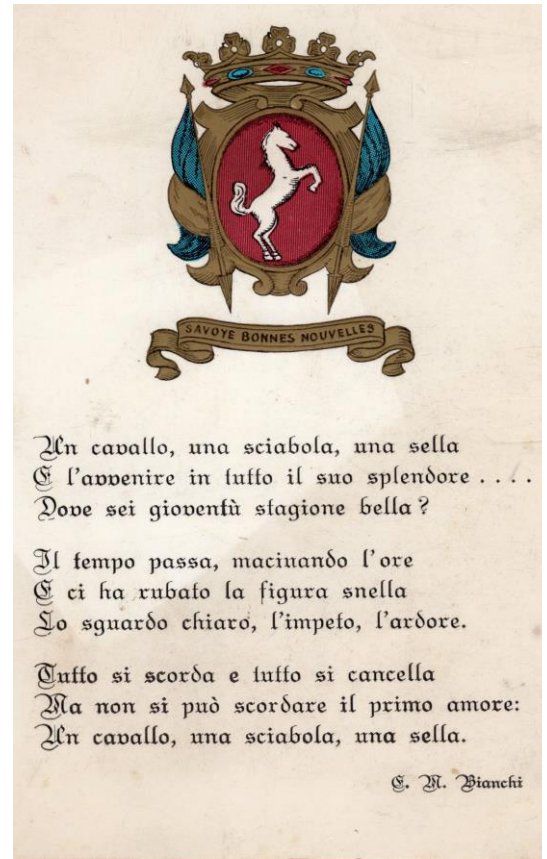 SAVOYE BONNES NOUVELLES
Un cavallo, una sciabola, una sella
E l'avvenire in tutto il suo splendore . . . .
Dove sei gioventù stagione bella?
Il tempo passa, macinando l'ore
E ci ha rubato la figura snella
Lo sguardo chiaro, l'impeto, l'ardore.
Tutto si scorda e tutto si cancella
Ma non si può scordare il primo amore:
Un cavallo, una sciabola, una sella.
E. M. Bianchi